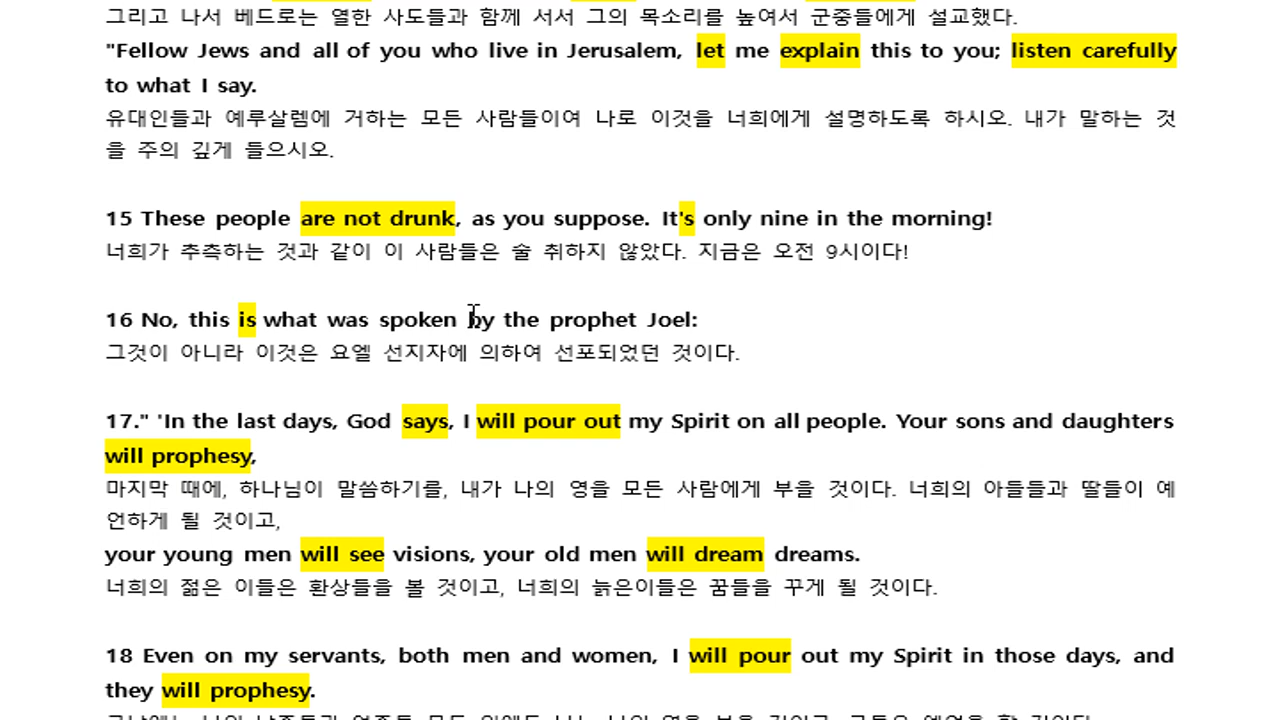 그리고 나서 베드로는 열한 사도들과 함께 서서 그의 목소리를 높여서 군중들에게 설교했다.
"Fellow Jews and all of you who live in Jerusalem, let me explain this to you; listen carefully
to what I say.
유대인들과 예루살렘에 거하는 모든 사람들이여 나로 이것을 너희에게 설명하도록 하시오. 내가 말하는 것
을 주의 깊게 들으시오.
15 These people are not drunk, as you suppose. It's only nine in the morning!
너희가 추측하는 것과 같이 이 사람들은 술 취하지 않았다. 지금은 오전 9시이다!
16 No, this is what was spoken by the prophet Joel:
그것이 아니라 이것은 요엘 선지자에 의하여 선포되었던 것이다.
17." 'In the last days, God says, I will pour out my Spirit on all people. Your sons and daughters
will prophesy,
마지막 때에, 하나님이 말씀하기를, 내가 나의 영을 모든 사람에게 부을 것이다. 너희의 아들들과 딸들이 예
언하게 될 것이고,
your young men will see visions, your old men will dream dreams.
너희의 젊은 이들은 환상들을 볼 것이고, 너희의 늙은이들은 꿈들을 꾸게 될 것이다.
18 Even on my servants, both men and women, I will pour out my Spirit in those days, and
they will prophesy.